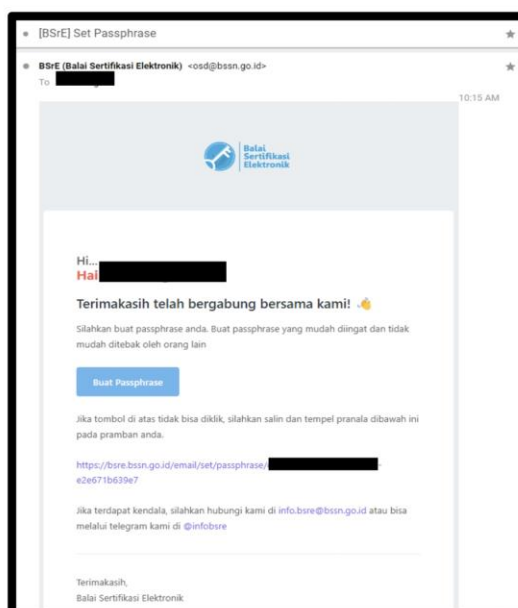 [BSrE] Set Passphrase
BSrE (Balai Sertifikasi Elektronik) <osd@bssn.go.id>
To
10:15 AM
Balai
Sertifikasi
Elektronik
Hi...
Hai
Terimakasih telah bergabung bersama kami! 👏
Silahkan buat passphrase anda. Buat passphrase yang mudah diingat dan tidak
mudah ditebak oleh orang lain
Buat Passphrase
Jika tombol di atas tidak bisa diklik, silahkan salin dan tempel pranala dibawah ini
pada pramban anda.
https://bsre.bssn.go.id/email/set/passphrase/ -
e2e671b639e7
Jika terdapat kendala, silahkan hubungi kami di info.bsre@bssn.go.id atau bisa
melalui telegram kami di @infobsre
Terimakasih,
Balai Sertifikasi Elektronik